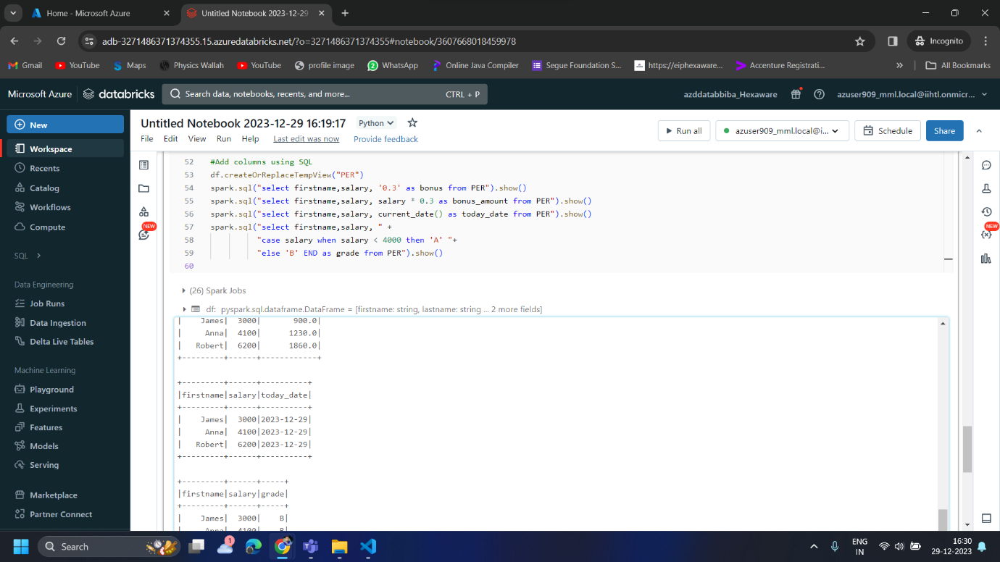 Home - Microsoft Azure
Untitled Notebook 2023-12-29
adb-3271486371374355.15.azuredatabricks.net/?o=3271486371374355#notebook/3607668018459978
Incognito
Gmail
YouTube
Maps
Physics Wallah
YouTube
profile image
WhatsApp
Online Java Compiler
Segue Foundation S...
https://eiphexaware...
Accenture Registrati...
All Bookmarks
Microsoft Azure
databricks
Search data, notebooks, recents, and more...
CTRL + P
azddatabbiba_Hexaware
azuser909_mml.local@iihtl.onmicr...
New
Workspace
Recents
Catalog
Workflows
Compute
SQL
Data Engineering
Job Runs
Data Ingestion
Delta Live Tables
Machine Learning
Playground
Experiments
Features
Models
Serving
Marketplace
Partner Connect
Untitled Notebook 2023-12-29 16:19:17
Python
File Edit View Run Help Last edit was now Provide feedback
Run all
azuser909_mml.local@i...
Schedule
Share
NEW
NEW
52 #Add columns using SQL
53 df.createOrReplaceTempView("PER")
54 spark.sql("select firstname,salary, '0.3' as bonus from PER").show()
55 spark.sql("select firstname,salary, salary * 0.3 as bonus_amount from PER").show()
56 spark.sql("select firstname,salary, current_date() as today_date from PER").show()
57 spark.sql("select firstname,salary, " +
58 "case salary when salary < 4000 then 'A' "+
59 "else 'B' END as grade from PER").show()
60
(26) Spark Jobs
df: pyspark.sql.dataframe.DataFrame = [firstname: string, lastname: string ... 2 more fields]
|    James|  3000|       900.0|
|     Anna|  4100|      1230.0|
|   Robert|  6200|      1860.0|
+---------+------+------------+
+---------+------+----------+
|firstname|salary|today_date|
+---------+------+----------+
|    James|  3000|2023-12-29|
|     Anna|  4100|2023-12-29|
|   Robert|  6200|2023-12-29|
+---------+------+----------+
+---------+------+-----+
|firstname|salary|grade|
+---------+------+-----+
|    James|  3000|    B|
|     Anna|  4100|    B|
Search
1
ENG
IN
16:30
29-12-2023